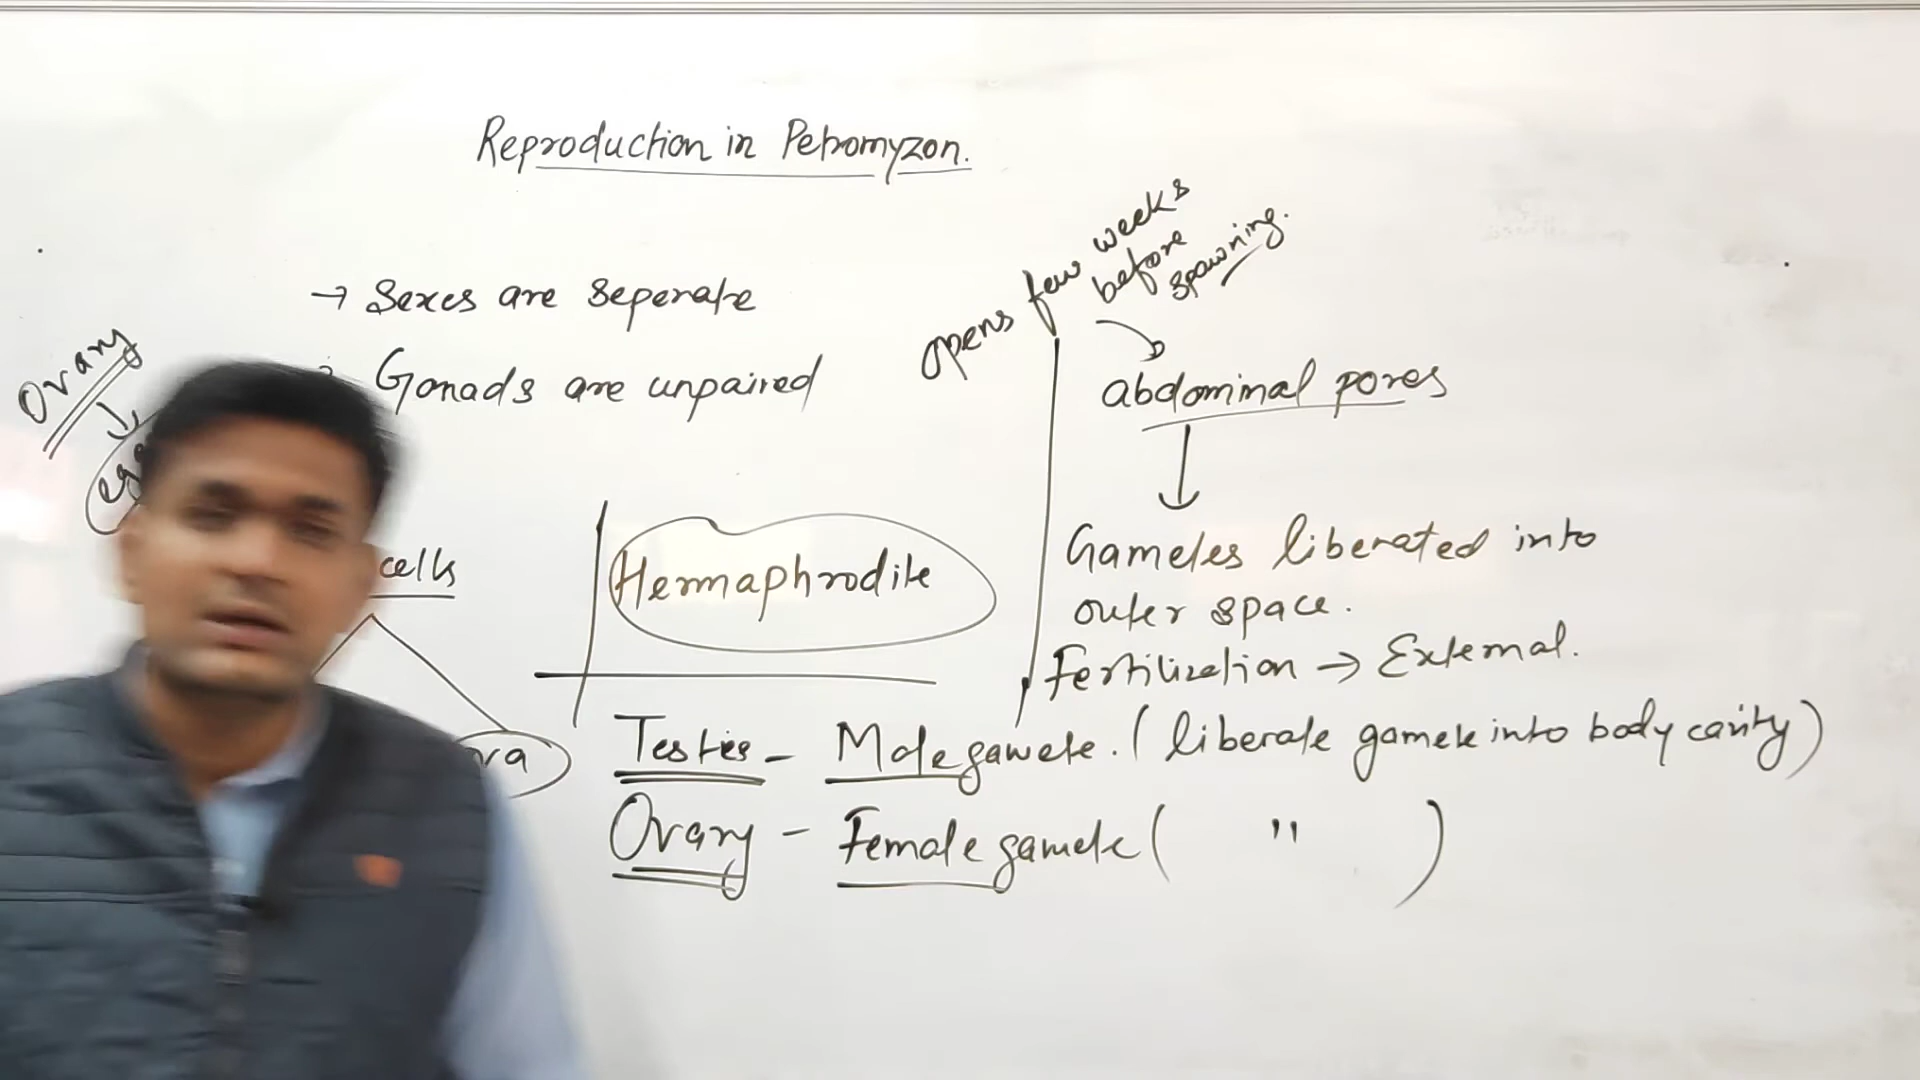 Reproduction in Petromyzon.
→ Sexes are seperate
Gonads are unpaired
Ovary
↓
cells
Hermaphrodite
opens few weeks
before
spawning.
abdominal pores
↓
Gametes liberated into
outer space.
Fertilization → External.
Testies - Male gamete. (liberate gamete into body cavity)
Ovary - Female gamete ( " )